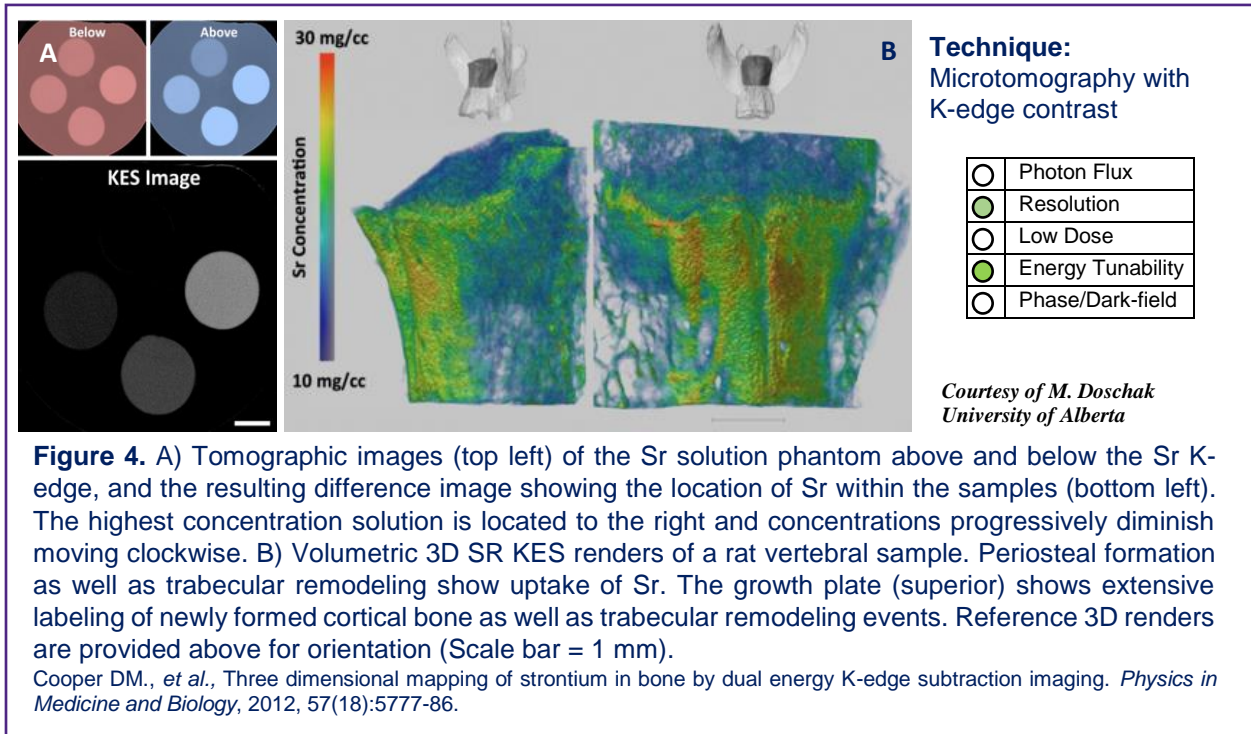 A
Below
Above
KES Image
30 mg/cc
Sr Concentration
10 mg/cc
B
Technique:
Microtomography with
K-edge contrast
Photon Flux
Resolution
Low Dose
Energy Tunability
Phase/Dark-field
Courtesy of M. Doschak
University of Alberta
Figure 4. A) Tomographic images (top left) of the Sr solution phantom above and below the Sr K-
edge, and the resulting difference image showing the location of Sr within the samples (bottom left).
The highest concentration solution is located to the right and concentrations progressively diminish
moving clockwise. B) Volumetric 3D SR KES renders of a rat vertebral sample. Periosteal formation
as well as trabecular remodeling show uptake of Sr. The growth plate (superior) shows extensive
labeling of newly formed cortical bone as well as trabecular remodeling events. Reference 3D renders
are provided above for orientation (Scale bar = 1 mm).
Cooper DM., et al., Three dimensional mapping of strontium in bone by dual energy K-edge subtraction imaging. Physics in
Medicine and Biology, 2012, 57(18):5777-86.